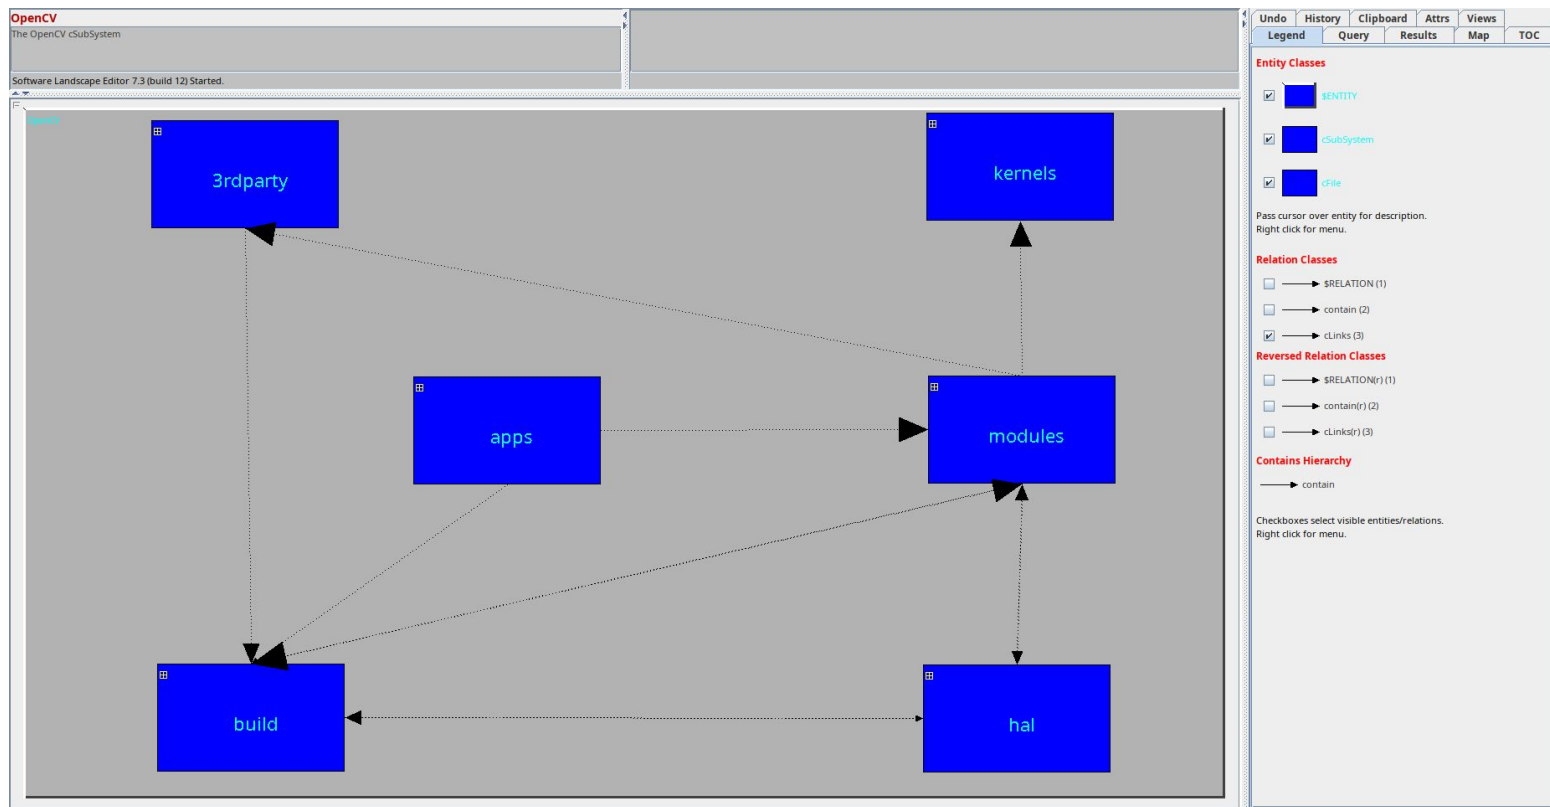 OpenCV
The OpenCV cSubSystem
Software Landscape Editor 7.3 (build 12) Started.
Undo History Clipboard Attrs Views
Legend Query Results Map TOC
OpenCV
3rdparty
kernels
apps
modules
build
hal
Entity Classes
$ENTITY
cSubSystem
cFile
Pass cursor over entity for description.
Right click for menu.
Relation Classes
$RELATION (1)
contain (2)
cLinks (3)
Reversed Relation Classes
$RELATION(r) (1)
contain(r) (2)
cLinks(r) (3)
Contains Hierarchy
contain
Checkboxes select visible entities/relations.
Right click for menu.